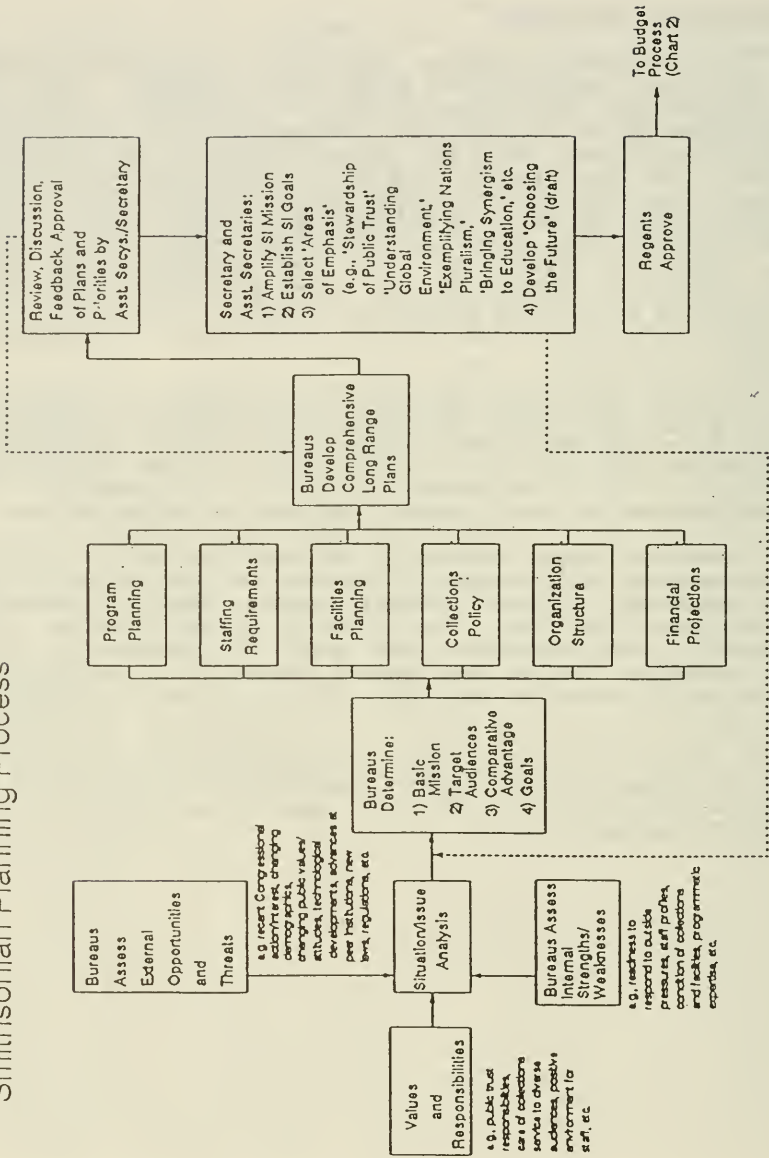 Smithsonian Planning Process
Values
and
Responsibilities
e.g., public trust
responsibilities,
care of collections
service to diverse
audiences, positive
environment for
staff, etc.
Bureaus
Assess
External
Opportunities
and
Threats
e.g. recent Congressional
action/interest, changing
demographics,
changing public values/
attitudes, technological
developments, advances at
peer institutions, new
laws, regulations, etc.
Situation/Issue
Analysis
Bureaus Assess
Internal
Strengths/
Weaknesses
e.g., readiness to
respond to outside
pressures, staff profiles,
condition of collections
and facilities, programmatic
expertise, etc.
Bureaus
Determine:
1) Basic
Mission
2) Target
Audiences
3) Comparative
Advantage
4) Goals
Program
Planning
Staffing
Requirements
Facilities
Planning
Collections
Policy
Organization
Structure
Financial
Projections
Bureaus
Develop
Comprehensive
Long Range
Plans
Review, Discussion,
Feedback, Approval
of Plans and
Priorities by
Asst. Secys./Secretary
Secretary and
Asst. Secretaries:
1) Amplify SI Mission
2) Establish SI Goals
3) Select 'Areas
of Emphasis'
(e.g., 'Stewardship
of Public Trust'
'Understanding
Global
Environment,'
'Exemplifying Nations
Pluralism,'
'Bringing Synergism
to Education,' etc.
4) Develop 'Choosing
the Future' (draft)
Regents
Approve
To Budget
Process
(Chart 2)